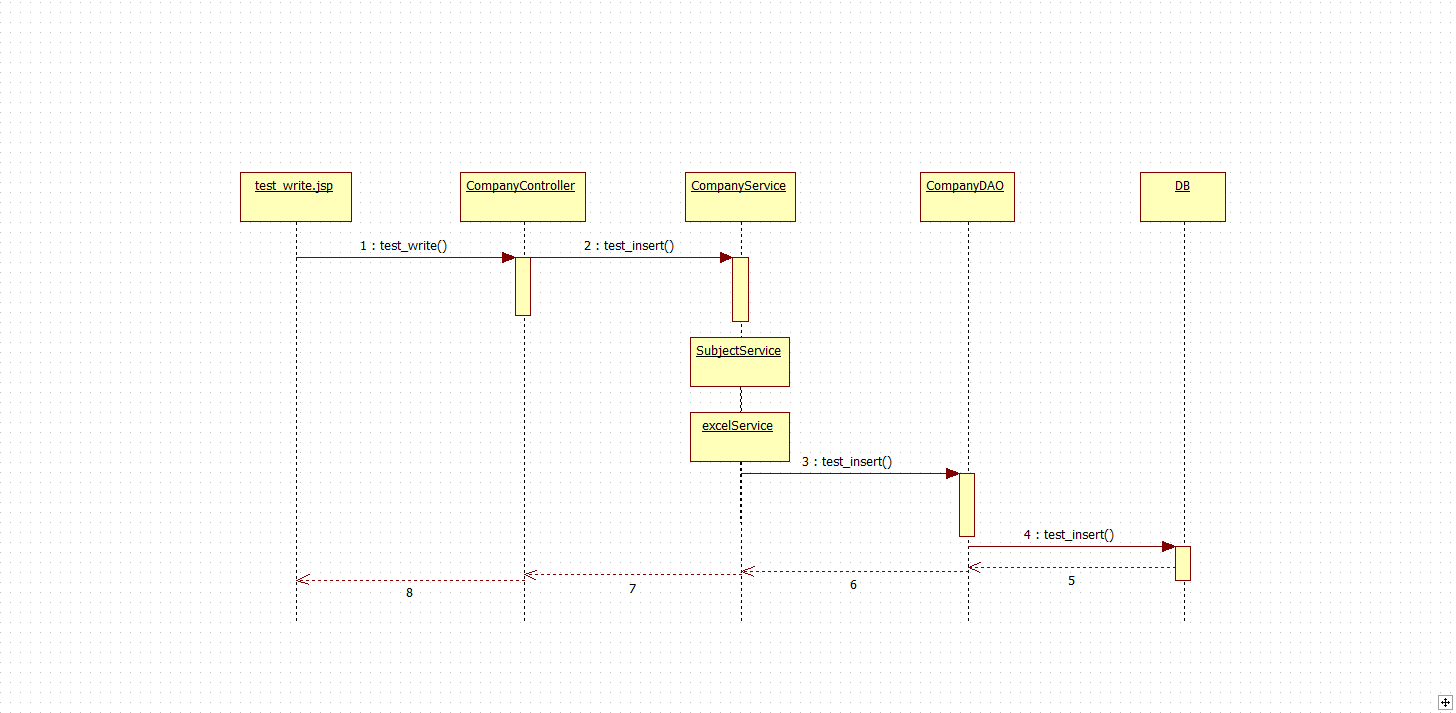 test_write.jsp
CompanyController
CompanyService
CompanyDAO
DB
1 : test_write()
2 : test_insert()
SubjectService
excelService
3 : test_insert()
4 : test_insert()
5
6
7
8